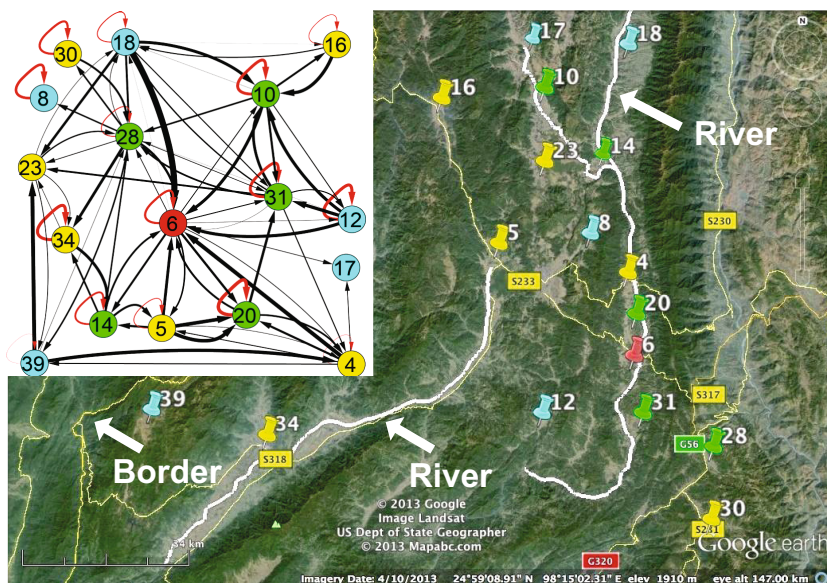 18
16
30
8
10
28
23
31
6
12
34
17
14
5
20
39
4
17
18
N
16
10
River
14
23
S230
8
5
4
S233
20
6
39
12
31
S317
34
28
G56
Border
S318
River
30
© 2013 Google
Image Landsat
US Dept of State Geographer
© 2013 Mapabc.com
S231
Google earth
34 km
G320
Imagery Date: 4/10/2013 24°59'08.91" N 98°15'02.31" E elev 1910 m eye alt 147.00 km